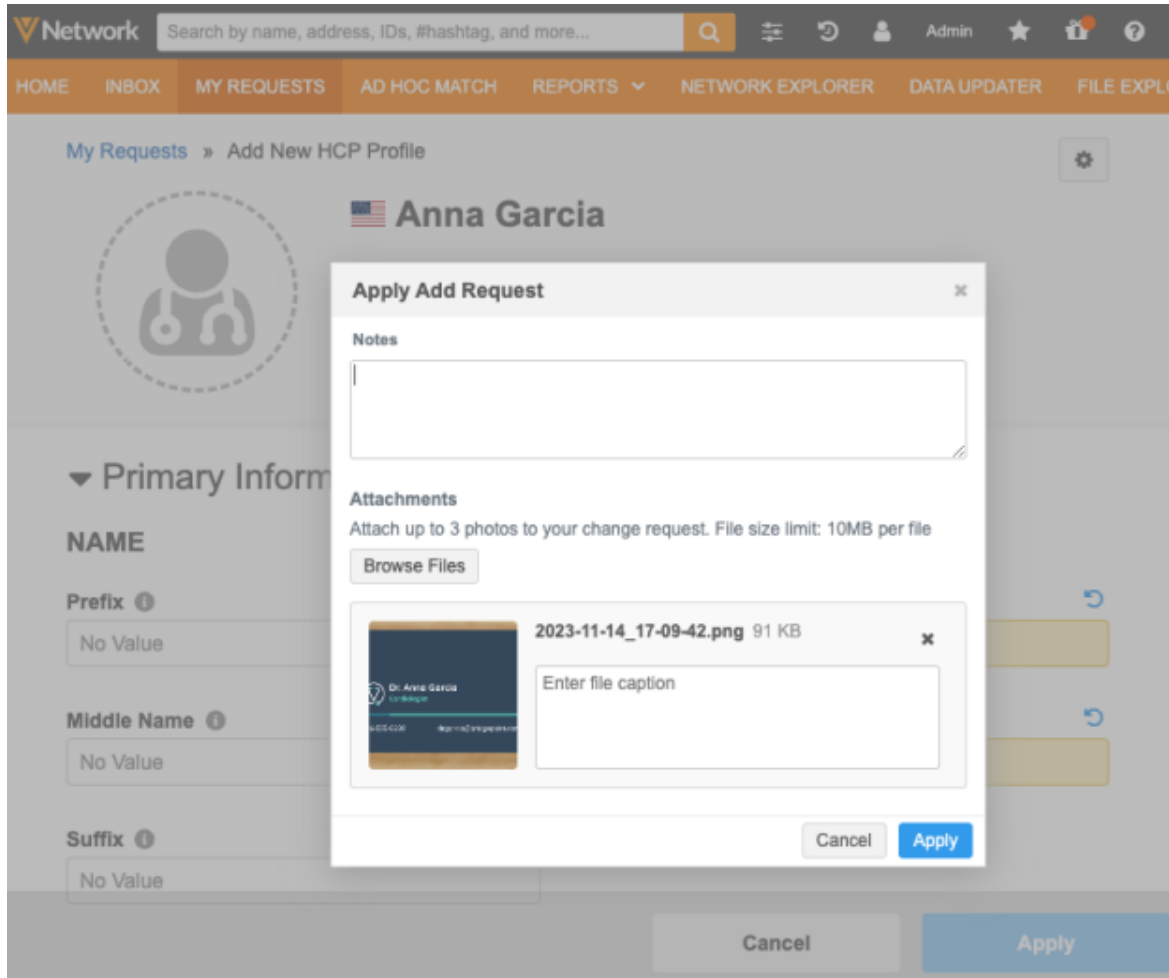 Network
Search by name, address, IDs, #hashtag, and more...
Admin
HOME INBOX MY REQUESTS AD HOC MATCH REPORTS NETWORK EXPLORER DATA UPDATER FILE EXPLO
My Requests » Add New HCP Profile
Anna Garcia
Apply Add Request
Notes
Primary Inform
Attachments
Attach up to 3 photos to your change request. File size limit: 10MB per file
NAME
Browse Files
Prefix
No Value
2023-11-14_17-09-42.png 91 KB
Enter file caption
Dr. Anna Garcia
Cardiologist
Middle Name
No Value
Suffix
No Value
Cancel Apply
Cancel Apply